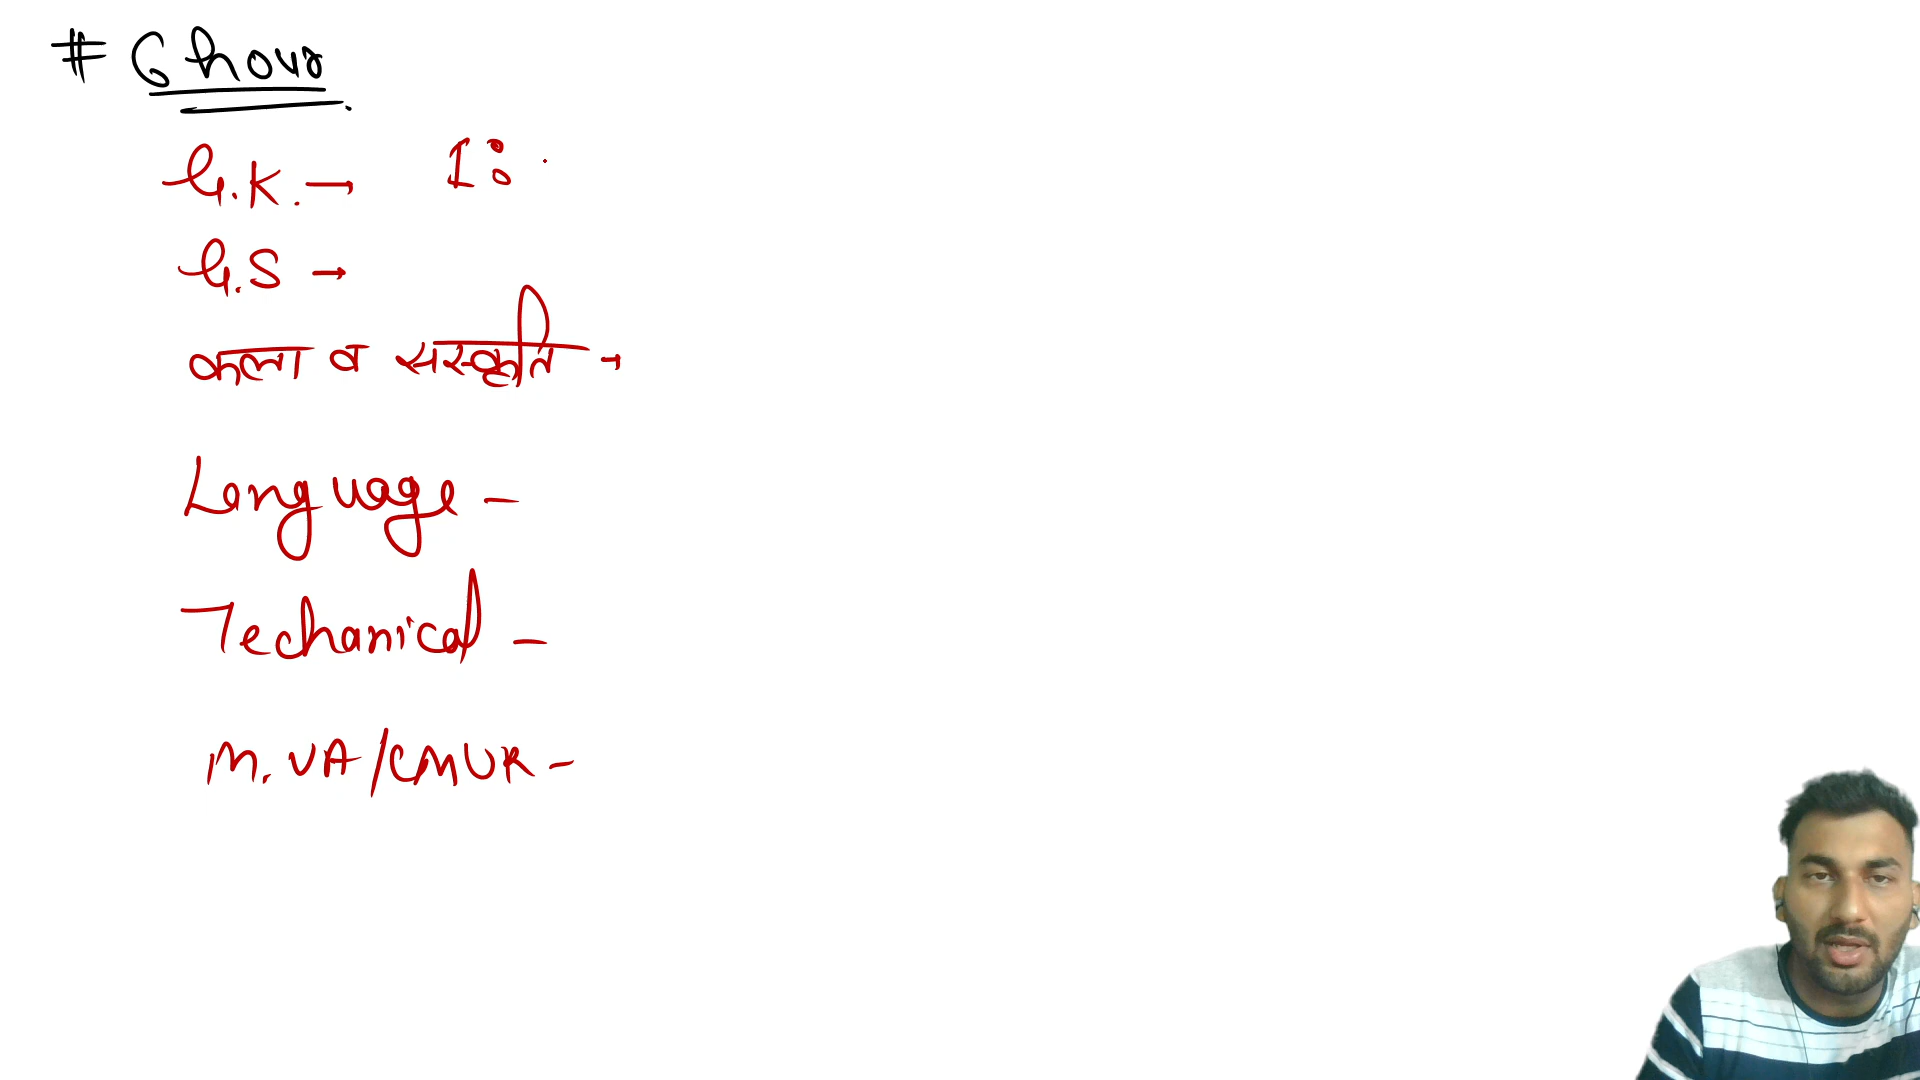 # 6 hour
G.K. → 1:
G.S →
कला व संस्कृति →
Language -
Techanical -
M. VA/CMUR -